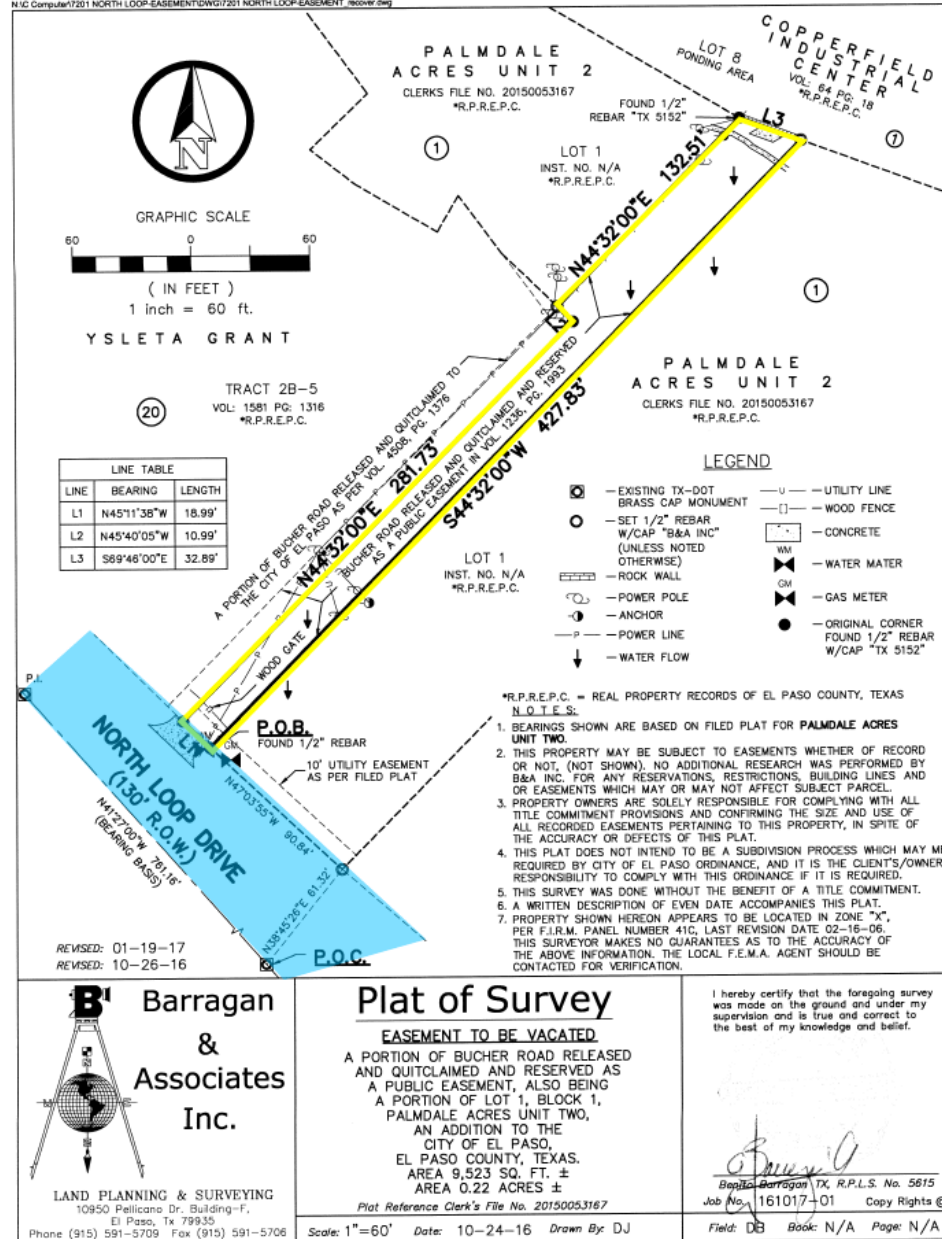 N:\C Computer\7201 NORTH LOOP-EASEMENT\DWG\7201 NORTH LOOP-EASEMENT_recover.dwg
PALMDALE
ACRES UNIT 2
CLERKS FILE NO. 20150053167
*R.P.R.E.P.C.
1
LOT 8
PONDING AREA
COPPERFIELD
INDUSTRIAL
CENTER
VOL: 64 PG: 18
*R.P.R.E.P.C.
1
FOUND 1/2"
REBAR "TX 5152"
L3
LOT 1
INST. NO. N/A
*R.P.R.E.P.C.
N44°32'00"E 132.51'
N
GRAPHIC SCALE
60 0 60
( IN FEET )
1 inch = 60 ft.
YSLETA GRANT
20
TRACT 2B-5
VOL: 1581 PG: 1316
*R.P.R.E.P.C.
LINE TABLE
LINE BEARING LENGTH
L1 N45°11'38"W 18.99'
L2 N45°40'05"W 10.99'
L3 S69°46'00"E 32.89'
A PORTION OF BUCHER ROAD RELEASED AND QUITCLAIMED TO
THE CITY OF EL PASO AS PER VOL. 4508, PG. 1376
N44°32'00"E 281.73'
BUCHER ROAD RELEASED AND QUITCLAIMED AND RESERVED
AS A PUBLIC EASEMENT IN VOL. 1236, PG. 1993
S44°32'00"W 427.83'
WOOD GATE
1
PALMDALE
ACRES UNIT 2
CLERKS FILE NO. 20150053167
*R.P.R.E.P.C.
LOT 1
INST. NO. N/A
*R.P.R.E.P.C.
LEGEND
— EXISTING TX-DOT
BRASS CAP MONUMENT
— SET 1/2" REBAR
W/CAP "B&A INC"
(UNLESS NOTED
OTHERWISE)
— ROCK WALL
— POWER POLE
— ANCHOR
—P— — POWER LINE
— WATER FLOW
—U— — UTILITY LINE
—[]— — WOOD FENCE
— CONCRETE
WM
— WATER MATER
GM
— GAS METER
— ORIGINAL CORNER
FOUND 1/2" REBAR
W/CAP "TX 5152"
P.O.B.
FOUND 1/2" REBAR
10' UTILITY EASEMENT
AS PER FILED PLAT
L1
GM
NORTH LOOP DRIVE
(130' R.O.W.)
N41°27'00"W 761.16'
(BEARING BASIS)
N47°03'55"W 90.84'
N38°45'26"E 61.32'
P.O.C.
*R.P.R.E.P.C. = REAL PROPERTY RECORDS OF EL PASO COUNTY, TEXAS
NOTES:
1. BEARINGS SHOWN ARE BASED ON FILED PLAT FOR PALMDALE ACRES
UNIT TWO.
2. THIS PROPERTY MAY BE SUBJECT TO EASEMENTS WHETHER OF RECORD
OR NOT, (NOT SHOWN). NO ADDITIONAL RESEARCH WAS PERFORMED BY
B&A INC. FOR ANY RESERVATIONS, RESTRICTIONS, BUILDING LINES AND
OR EASEMENTS WHICH MAY OR MAY NOT AFFECT SUBJECT PARCEL.
3. PROPERTY OWNERS ARE SOLELY RESPONSIBLE FOR COMPLYING WITH ALL
TITLE COMMITMENT PROVISIONS AND CONFIRMING THE SIZE AND USE OF
ALL RECORDED EASEMENTS PERTAINING TO THIS PROPERTY, IN SPITE OF
THE ACCURACY OR DEFECTS OF THIS PLAT.
4. THIS PLAT DOES NOT INTEND TO BE A SUBDIVISION PROCESS WHICH MAY
REQUIRED BY CITY OF EL PASO ORDINANCE, AND IT IS THE CLIENT'S/OWNER
RESPONSIBILITY TO COMPLY WITH THIS ORDINANCE IF IT IS REQUIRED.
5. THIS SURVEY WAS DONE WITHOUT THE BENEFIT OF A TITLE COMMITMENT.
6. A WRITTEN DESCRIPTION OF EVEN DATE ACCOMPANIES THIS PLAT.
7. PROPERTY SHOWN HEREON APPEARS TO BE LOCATED IN ZONE "X",
PER F.I.R.M. PANEL NUMBER 41C, LAST REVISION DATE 02-16-06.
THIS SURVEYOR MAKES NO GUARANTEES AS TO THE ACCURACY OF
THE ABOVE INFORMATION. THE LOCAL F.E.M.A. AGENT SHOULD BE
CONTACTED FOR VERIFICATION.
REVISED: 01-19-17
REVISED: 10-26-16
B
Barragan
&
Associates
Inc.
LAND PLANNING & SURVEYING
10950 Pellicano Dr. Building-F,
El Paso, Tx 79935
Phone (915) 591-5709 Fax (915) 591-5706
Plat of Survey
EASEMENT TO BE VACATED
A PORTION OF BUCHER ROAD RELEASED
AND QUITCLAIMED AND RESERVED AS
A PUBLIC EASEMENT, ALSO BEING
A PORTION OF LOT 1, BLOCK 1,
PALMDALE ACRES UNIT TWO,
AN ADDITION TO THE
CITY OF EL PASO,
EL PASO COUNTY, TEXAS.
AREA 9,523 SQ. FT. ±
AREA 0.22 ACRES ±
Plat Reference Clerk's File No. 20150053167
Scale: 1"=60' Date: 10-24-16 Drawn By: DJ
I hereby certify that the foregoing survey
was made on the ground and under my
supervision and is true and correct to
the best of my knowledge and belief.
Benito Barragan TX, R.P.L.S. No. 5615
Job No. 161017-01 Copy Rights ©
Field: DB Book: N/A Page: N/A